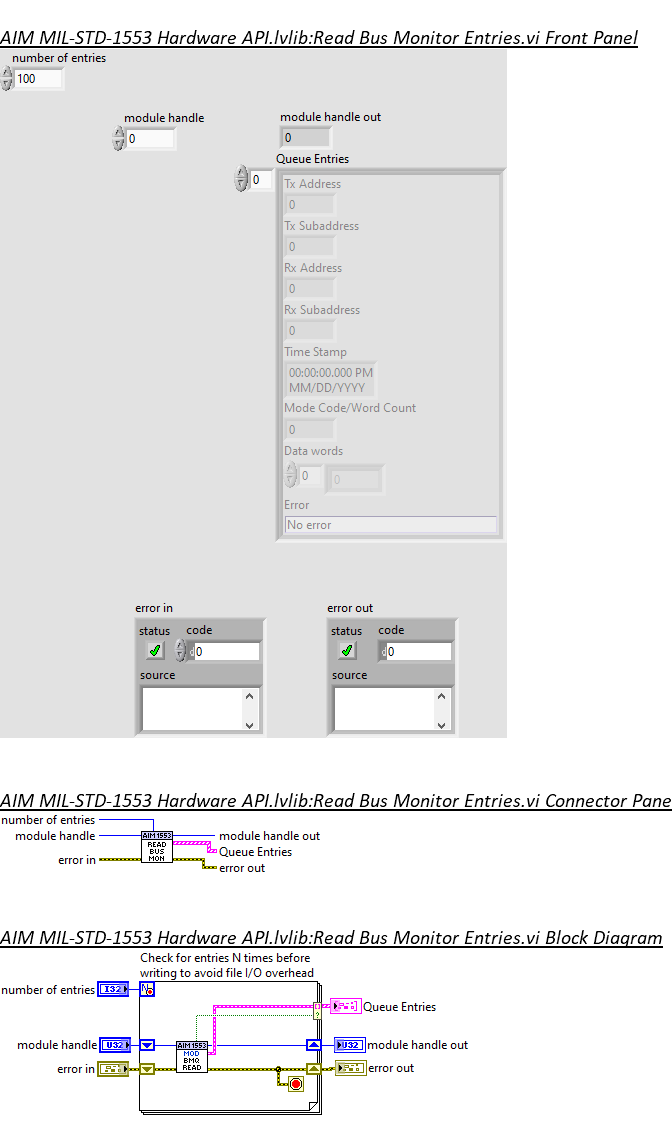 AIM MIL-STD-1553 Hardware API.lvlib:Read Bus Monitor Entries.vi Front Panel
number of entries
100
module handle
module handle out
0
0
Queue Entries
0
Tx Address
0
Tx Subaddress
0
Rx Address
0
Rx Subaddress
0
Time Stamp
00:00:00.000 PM
MM/DD/YYYY
Mode Code/Word Count
0
Data words
0
0
Error
No error
error in
error out
status code
status code
d0
d0
source
source
AIM MIL-STD-1553 Hardware API.lvlib:Read Bus Monitor Entries.vi Connector Pane
number of entries
module handle
AIM1553
READ
BUS
MON
module handle out
Queue Entries
error in
error out
AIM MIL-STD-1553 Hardware API.lvlib:Read Bus Monitor Entries.vi Block Diagram
Check for entries N times before
writing to avoid file I/O overhead
number of entries
I32
N
Queue Entries
?
module handle
U32
AIM1553
MOD
BMQ
READ
U32
module handle out
error in
error out